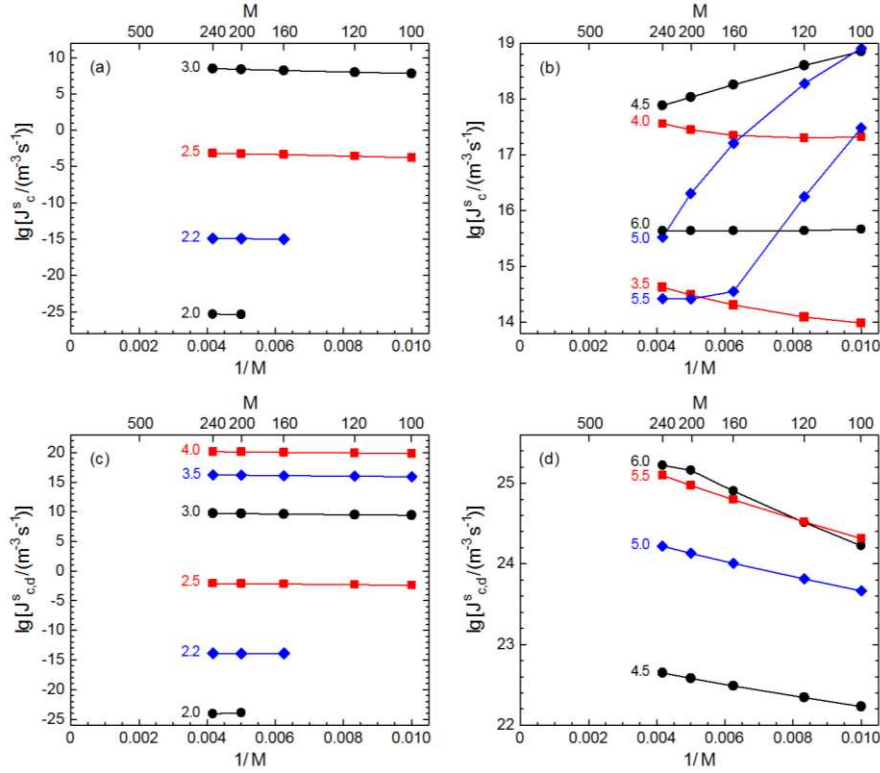 M
500 240 200 160 120 100
(a)
lg[J^s_c/(m^-3 s^-1)]
10
5
0
-5
-10
-15
-20
-25
3.0
2.5
2.2
2.0
0 0.002 0.004 0.006 0.008 0.010
1/ M
M
500 240 200 160 120 100
(b)
lg[J^s_c/(m^-3 s^-1)]
19
18
17
16
15
14
4.5
4.0
6.0
5.0
3.5
5.5
0 0.002 0.004 0.006 0.008 0.010
1/ M
M
500 240 200 160 120 100
(c)
lg[J^s_c,d/(m^-3 s^-1)]
20
15
10
5
0
-5
-10
-15
-20
-25
4.0
3.5
3.0
2.5
2.2
2.0
0 0.002 0.004 0.006 0.008 0.010
1/ M
M
500 240 200 160 120 100
(d)
lg[J^s_c,d/(m^-3 s^-1)]
25
24
23
22
6.0
5.5
5.0
4.5
0 0.002 0.004 0.006 0.008 0.010
1/ M